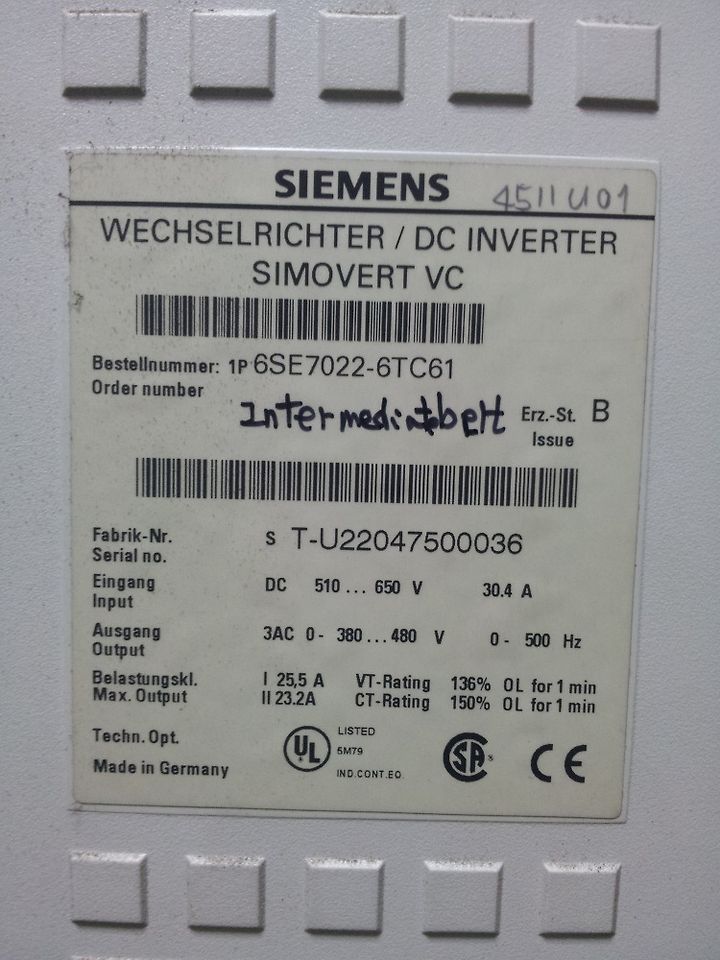 SIEMENS 4511U01
WECHSELRICHTER / DC INVERTER
SIMOVERT VC
Bestellnummer: 1P 6SE7022-6TC61
Order number
Erz.-St. B
Issue
Fabrik-Nr. S T-U22047500036
Serial no.
Eingang DC 510 ... 650 V 30.4 A
Input
Ausgang 3AC 0- 380...480 V 0- 500 Hz
Output
Belastungskl. I 25,5 A VT-Rating 136% OL for 1 min
Max. Output II 23.2A CT-Rating 150% OL for 1 min
Techn. Opt.
UL LISTED
5M79
IND.CONT.EQ.
SA
CE
Made in Germany